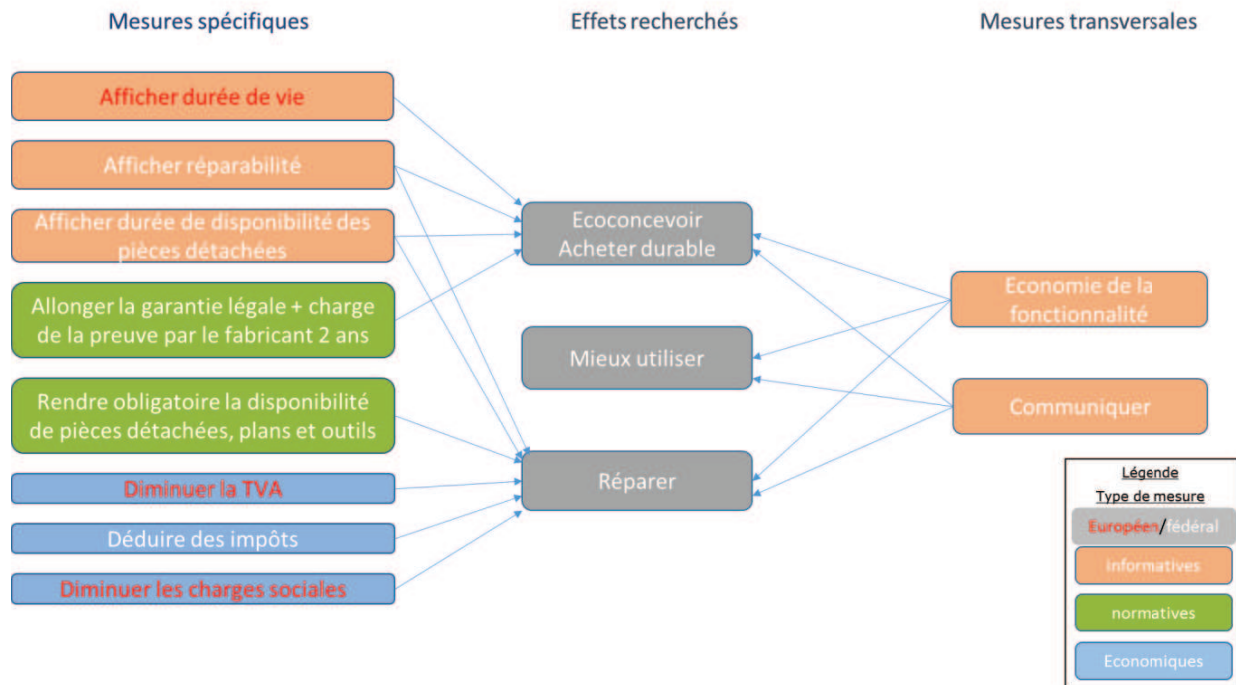 Mesures spécifiques
Effets recherchés
Mesures transversales
Afficher durée de vie
Afficher réparabilité
Afficher durée de disponibilité des
pièces détachées
Allonger la garantie légale + charge
de la preuve par le fabricant 2 ans
Rendre obligatoire la disponibilité
de pièces détachées, plans et outils
Diminuer la TVA
Déduire des impôts
Diminuer les charges sociales
Ecoconcevoir
Acheter durable
Mieux utiliser
Réparer
Economie de la
fonctionnalité
Communiquer
Légende
Type de mesure
Européen/fédéral
informatives
normatives
Economiques